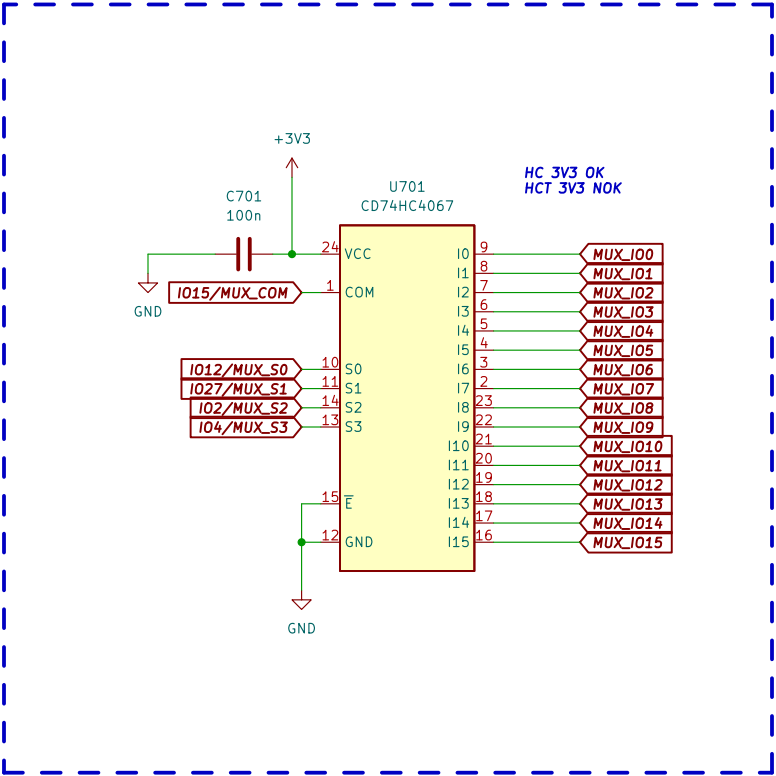 +3V3
HC 3V3 OK
HCT 3V3 NOK
U701
CD74HC4067
C701
100n
GND
24 VCC
IO15/MUX_COM 1 COM
IO12/MUX_S0 10 S0
IO27/MUX_S1 11 S1
IO2/MUX_S2 14 S2
IO4/MUX_S3 13 S3
15 E
12 GND
GND
I0 9 MUX_IO0
I1 8 MUX_IO1
I2 7 MUX_IO2
I3 6 MUX_IO3
I4 5 MUX_IO4
I5 4 MUX_IO5
I6 3 MUX_IO6
I7 2 MUX_IO7
I8 23 MUX_IO8
I9 22 MUX_IO9
I10 21 MUX_IO10
I11 20 MUX_IO11
I12 19 MUX_IO12
I13 18 MUX_IO13
I14 17 MUX_IO14
I15 16 MUX_IO15